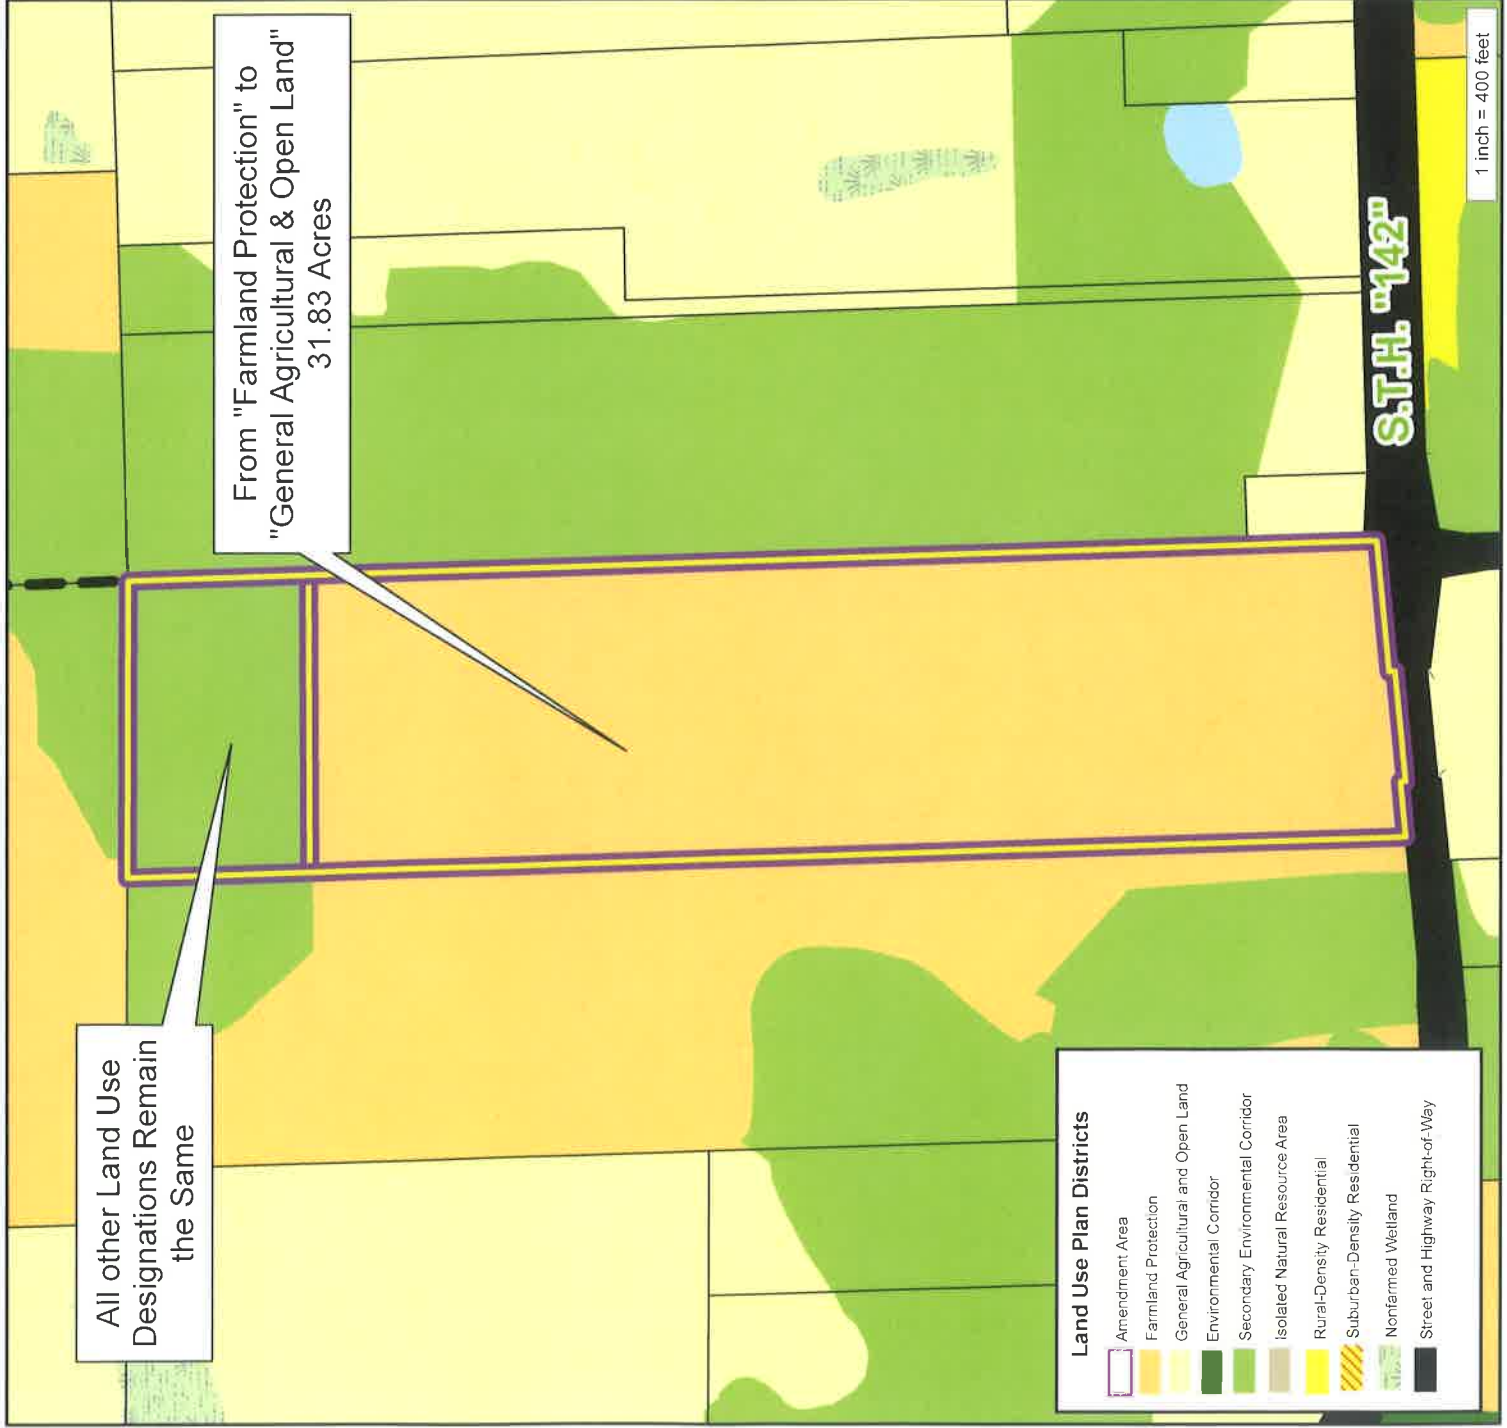 All other Land Use
Designations Remain
the Same
From "Farmland Protection" to
"General Agricultural & Open Land"
31.83 Acres
S.T.H. "142"
Land Use Plan Districts
Amendment Area
Farmland Protection
General Agricultural and Open Land
Environmental Corridor
Secondary Environmental Corridor
Isolated Natural Resource Area
Rural-Density Residential
Suburban-Density Residential
Nonfarmed Wetland
Street and Highway Right-of-Way
1 inch = 400 feet